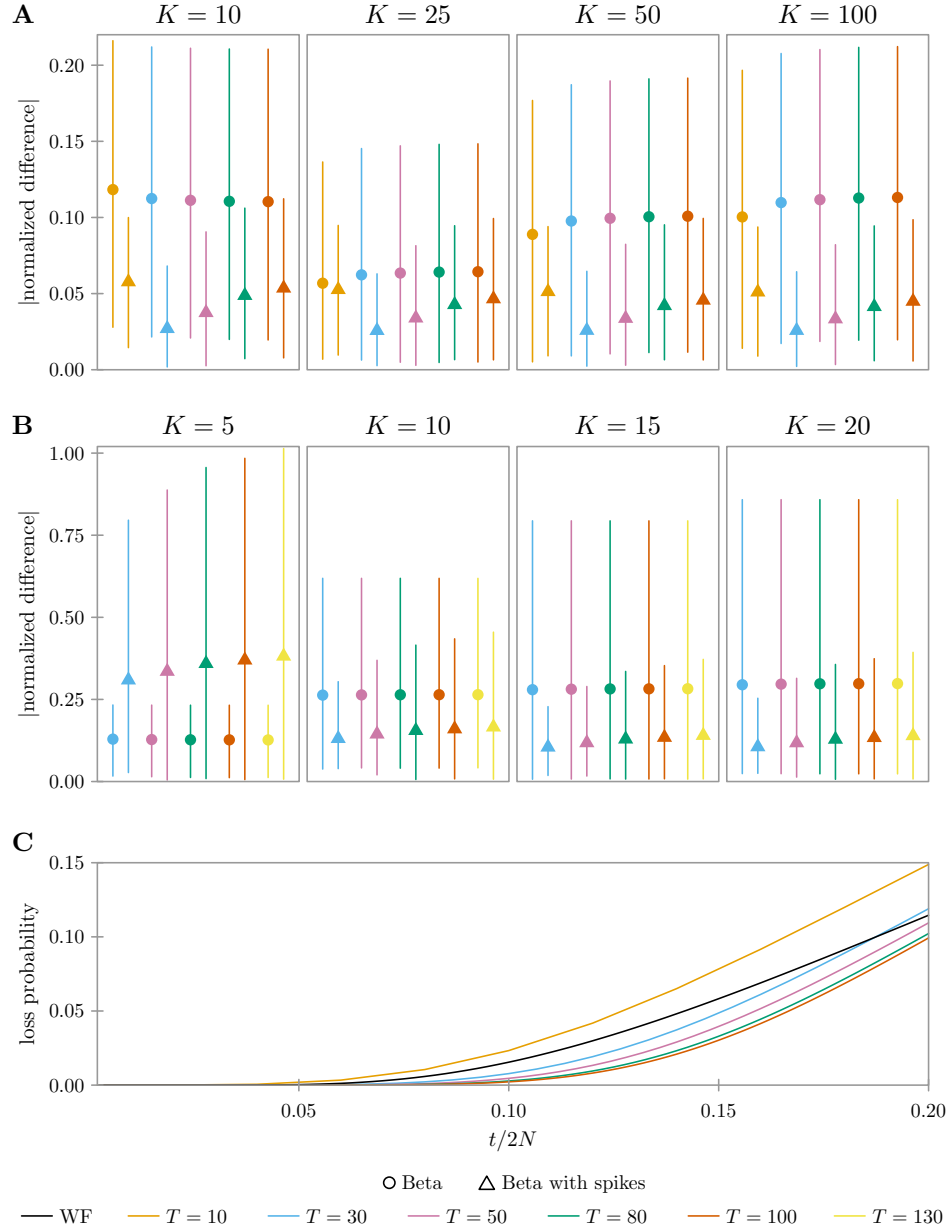 A
K = 10
K = 25
K = 50
K = 100
|normalized difference|
0.20
0.15
0.10
0.05
0.00
B
K = 5
K = 10
K = 15
K = 20
|normalized difference|
1.00
0.75
0.50
0.25
0.00
C
loss probability
0.15
0.10
0.05
0.00
0.05
0.10
0.15
0.20
t/2N
Beta
Beta with spikes
WF
T = 10
T = 30
T = 50
T = 80
T = 100
T = 130